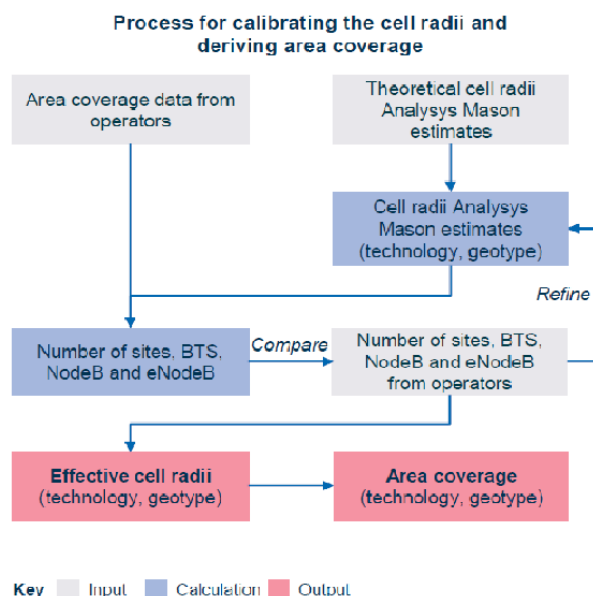 Process for calibrating the cell radii and
deriving area coverage
Area coverage data from
operators
Theoretical cell radii
Analysys Mason
estimates
Cell radii Analysys
Mason estimates
(technology, geotype)
Refine
Number of sites, BTS,
NodeB and eNodeB
Compare
Number of sites, BTS,
NodeB and eNodeB
from operators
Effective cell radii
(technology, geotype)
Area coverage
(technology, geotype)
Key Input Calculation Output